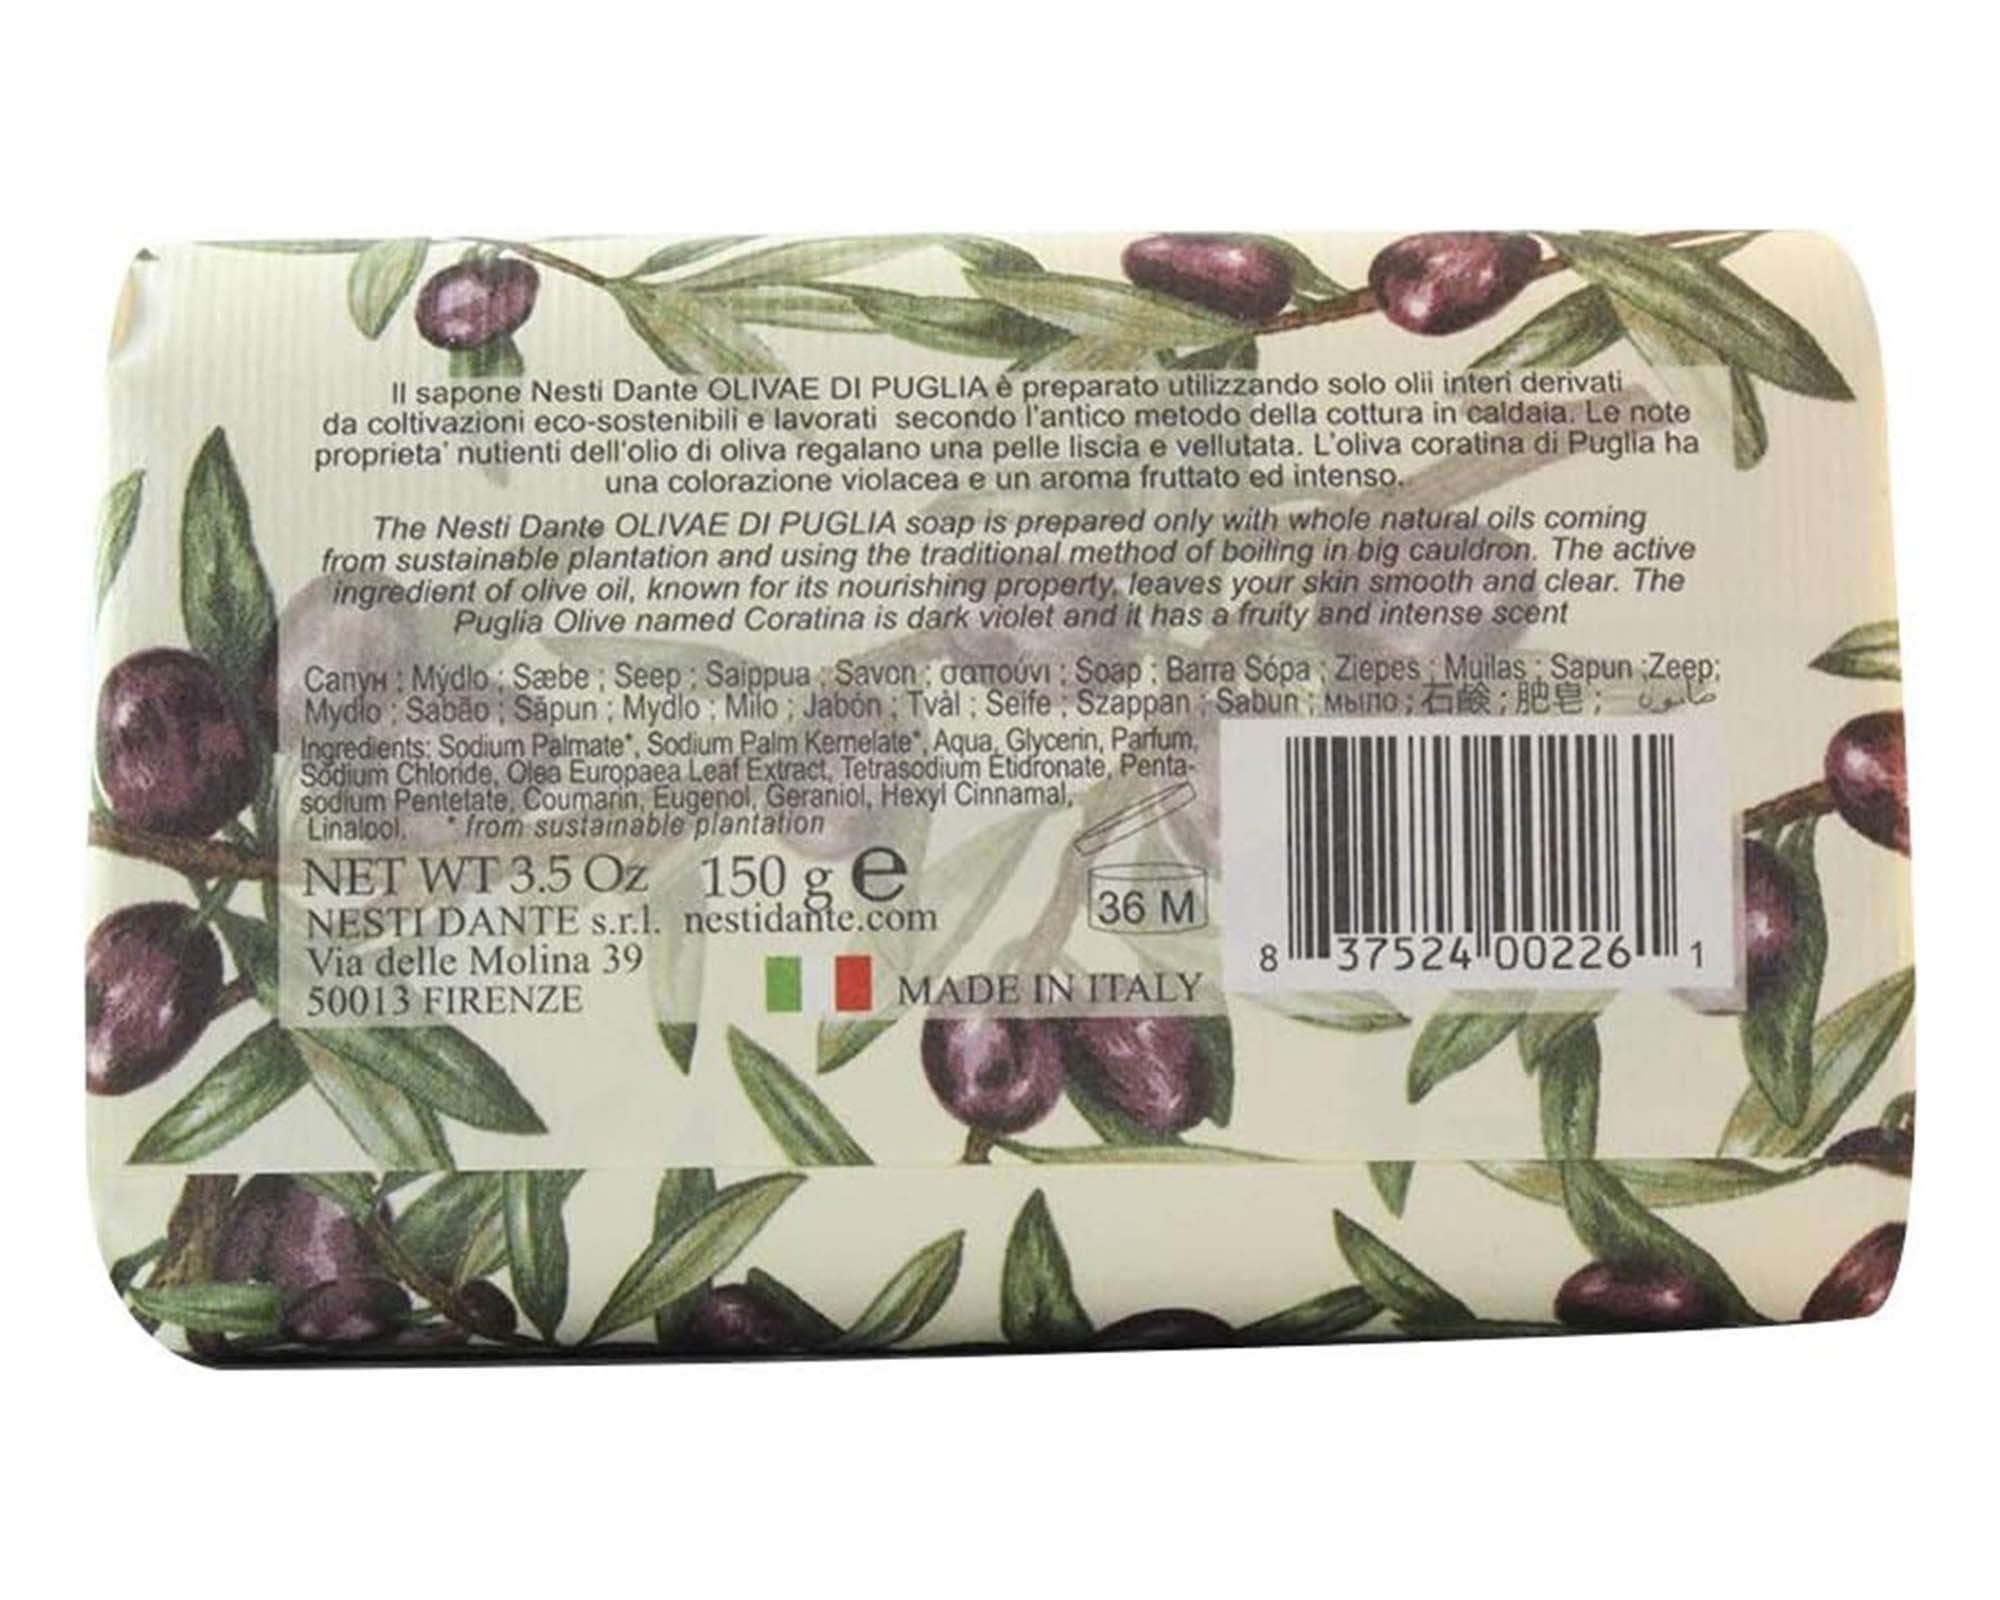 Il sapone Nesti Dante OLIVAE DI PUGLIA è preparato utilizzando solo olii interi derivati
da coltivazioni eco-sostenibili e lavorati secondo l'antico metodo della cottura in caldaia. Le note
proprieta' nutienti dell'olio di oliva regalano una pelle liscia e vellutata. L'oliva coratina di Puglia ha
una colorazione violacea e un aroma fruttato ed intenso.
The Nesti Dante OLIVAE DI PUGLIA soap is prepared only with whole natural oils coming
from sustainable plantation and using the traditional method of boiling in big cauldron. The active
ingredient of olive oil, known for its nourishing property, leaves your skin smooth and clear. The
Puglia Olive named Coratina is dark violet and it has a fruity and intense scent
Сапун ; Mýdlo ; Sæbe ; Seep ; Saippua ; Savon ; σαπούνι ; Soap ; Barra Sópa ; Ziepes ; Muilas ; Sapun ;Zeep;
Mydło ; Sabão ; Săpun ; Mydlo ; Milo ; Jabón ; Tvål ; Seife ; Szappan ; Sabun ; мыло ; 石鹸 ; 肥皂 ; صابون
Ingredients: Sodium Palmate*, Sodium Palm Kernelate*, Aqua, Glycerin, Parfum,
Sodium Chloride, Olea Europaea Leaf Extract, Tetrasodium Etidronate, Penta-
sodium Pentetate, Coumarin, Eugenol, Geraniol, Hexyl Cinnamal,
Linalool. * from sustainable plantation
NET WT 3.5 Oz 150 g e
NESTI DANTE s.r.l. nestidante.com
Via delle Molina 39
50013 FIRENZE
MADE IN ITALY
36 M
8 37524 00226 1